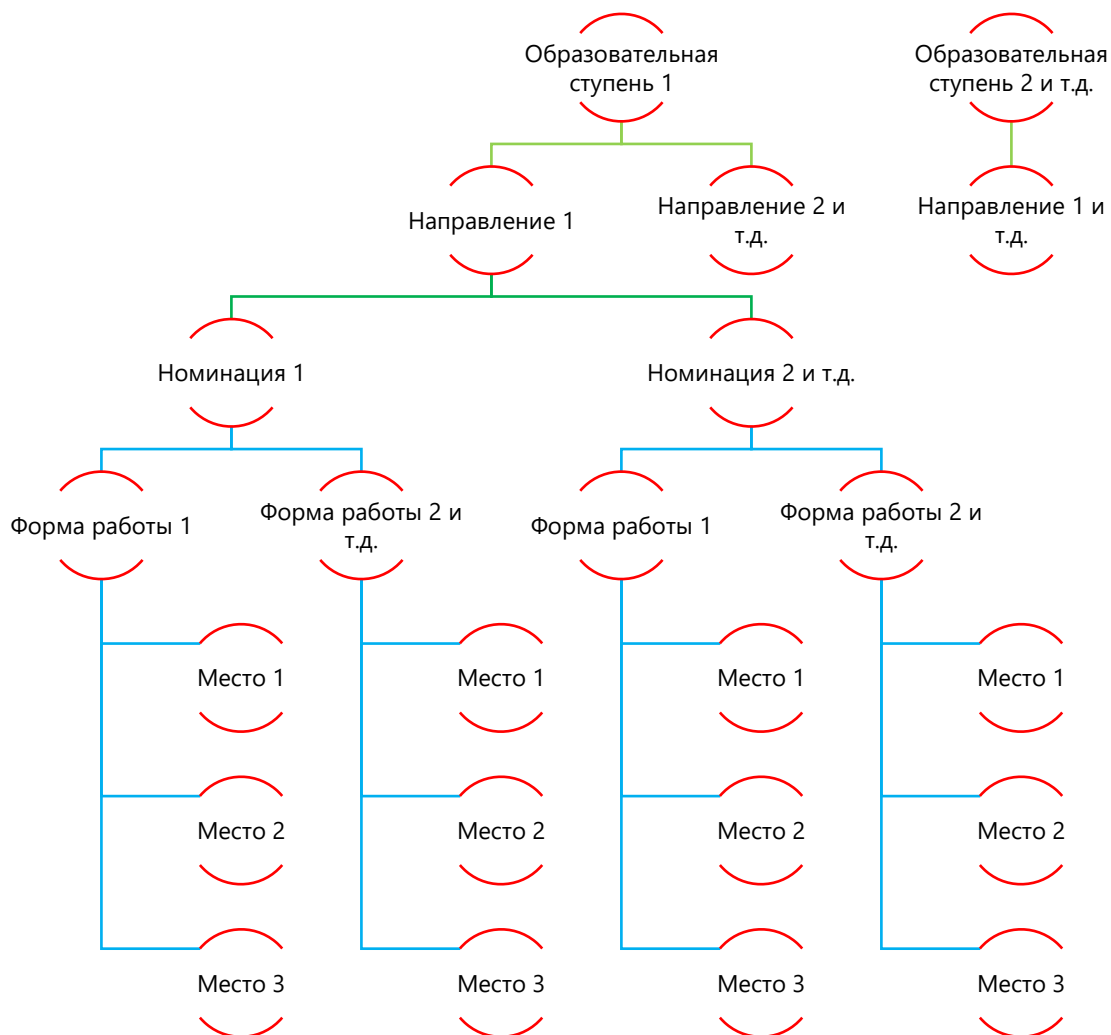 Образовательная
ступень 1
Образовательная
ступень 2 и т.д.
Направление 1
Направление 2 и
т.д.
Направление 1 и
т.д.
Номинация 1
Номинация 2 и т.д.
Форма работы 1
Форма работы 2 и
т.д.
Форма работы 1
Форма работы 2 и
т.д.
Место 1
Место 1
Место 1
Место 1
Место 2
Место 2
Место 2
Место 2
Место 3
Место 3
Место 3
Место 3